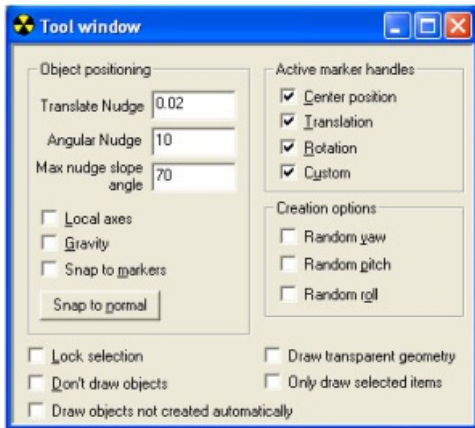 Tool window
Object positioning
Translate Nudge 0.02
Angular Nudge 10
Max nudge slope
angle 70
Local axes
Gravity
Snap to markers
Snap to normal
Active marker handles
Center position
Translation
Rotation
Custom
Creation options
Random yaw
Random pitch
Random roll
Lock selection
Don't draw objects
Draw objects not created automatically
Draw transparent geometry
Only draw selected items